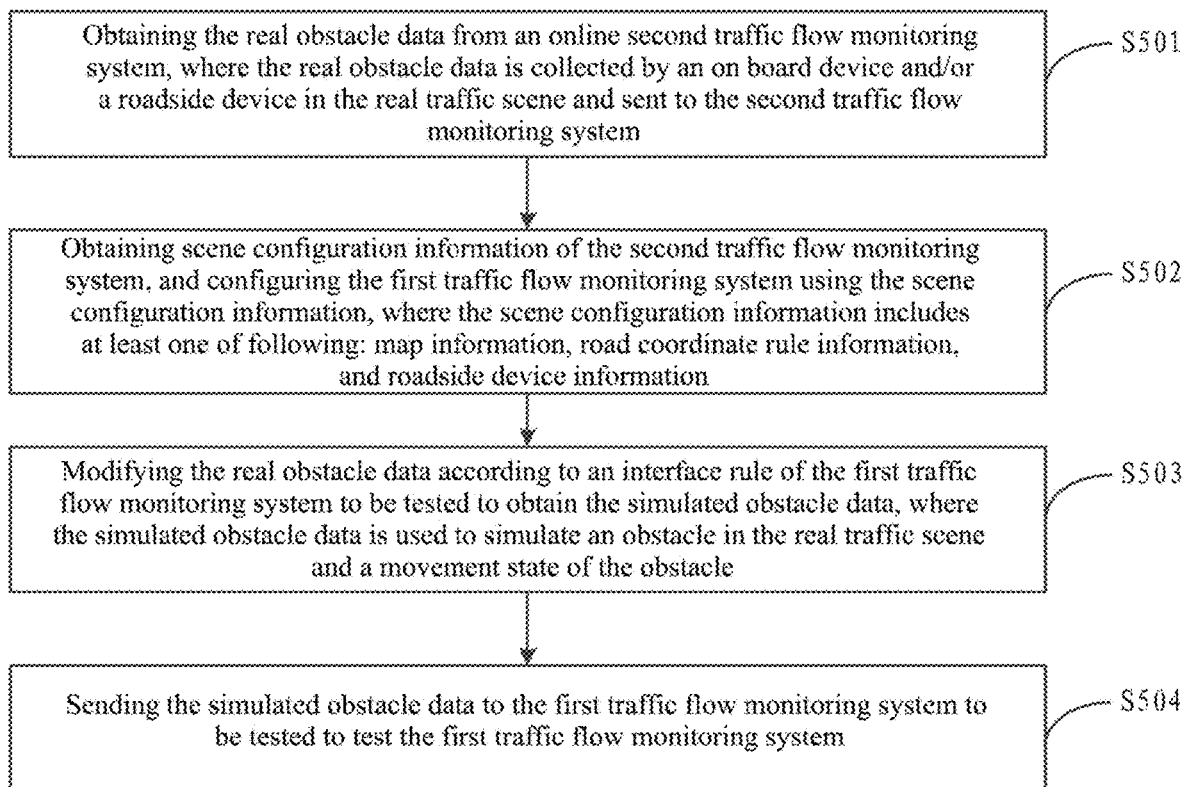 Obtaining the real obstacle data from an online second traffic flow monitoring
system, where the real obstacle data is collected by an on board device and/or
a roadside device in the real traffic scene and sent to the second traffic flow
monitoring system
S501
Obtaining scene configuration information of the second traffic flow monitoring
system, and configuring the first traffic flow monitoring system using the scene
configuration information, where the scene configuration information includes
at least one of following: map information, road coordinate rule information,
and roadside device information
S502
Modifying the real obstacle data according to an interface rule of the first traffic
flow monitoring system to be tested to obtain the simulated obstacle data, where
the simulated obstacle data is used to simulate an obstacle in the real traffic scene
and a movement state of the obstacle
S503
Sending the simulated obstacle data to the first traffic flow monitoring system to
be tested to test the first traffic flow monitoring system
S504